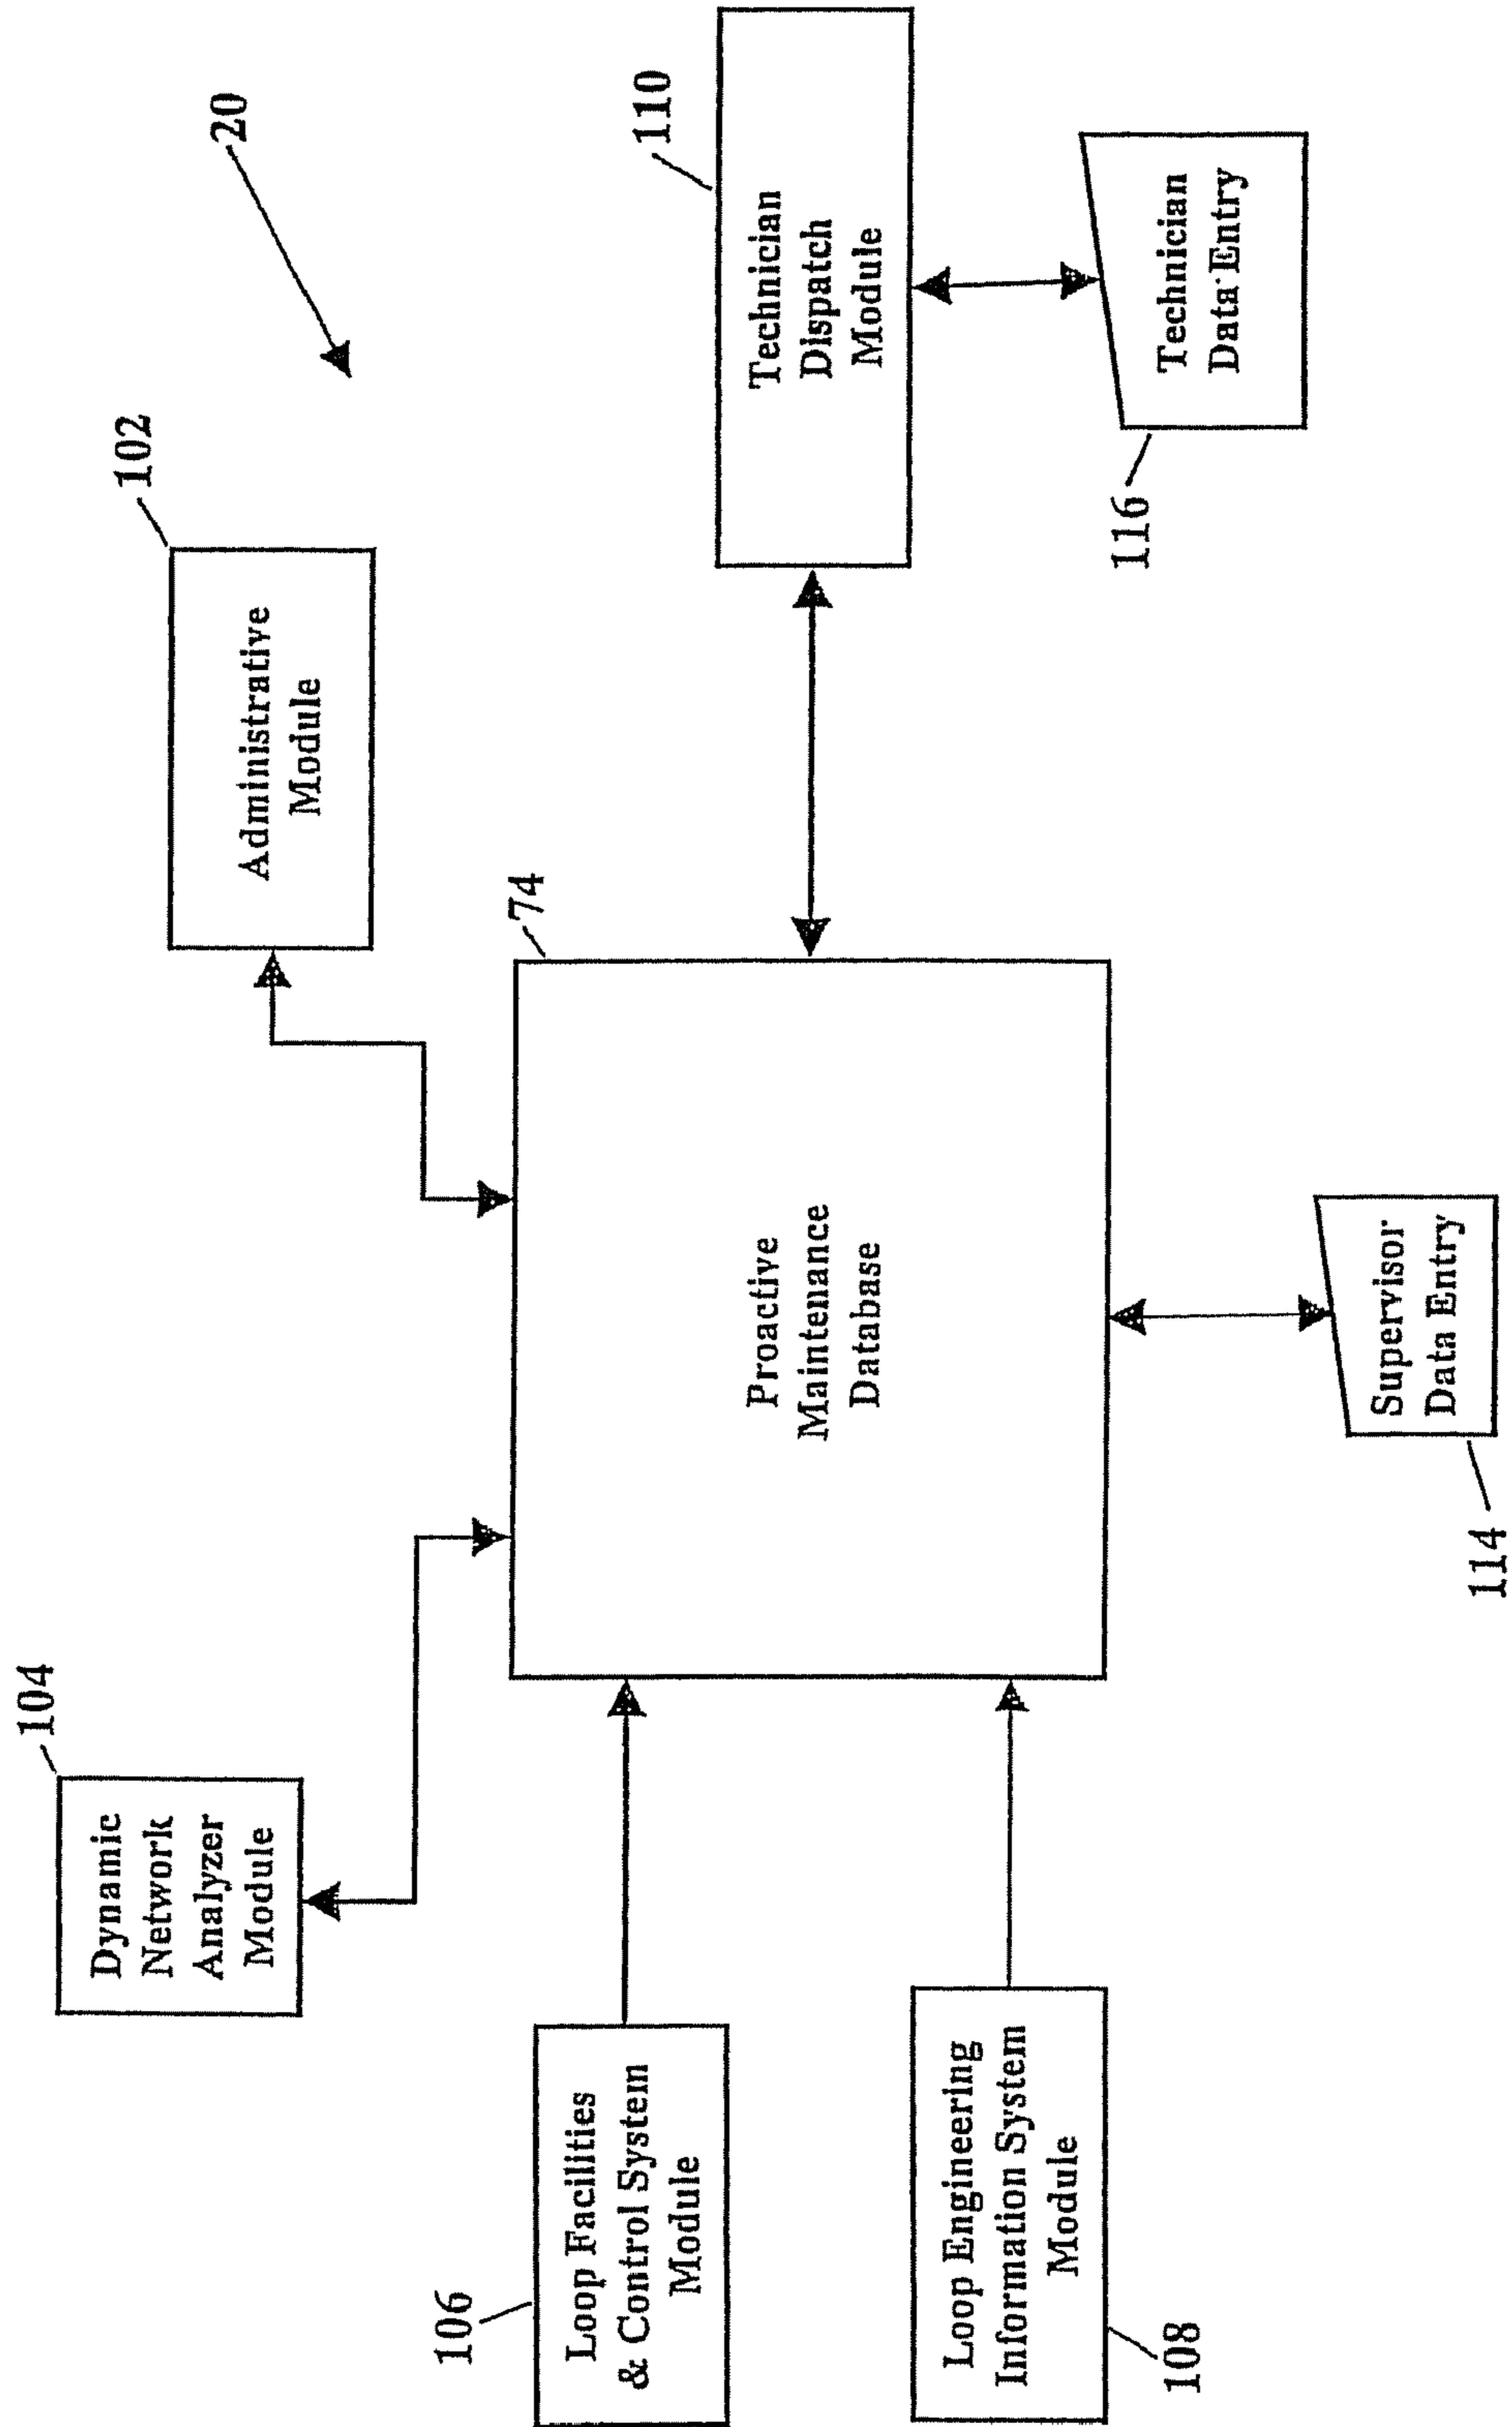 20
102
Administrative
Module
104
Dynamic
Network
Analyzer
Module
74
Proactive
Maintenance
Database
110
Technician
Dispatch
Module
106
Loop Facilities
& Control System
Module
108
Loop Engineering
Information System
Module
116
Technician
Data Entry
114
Supervisor
Data Entry